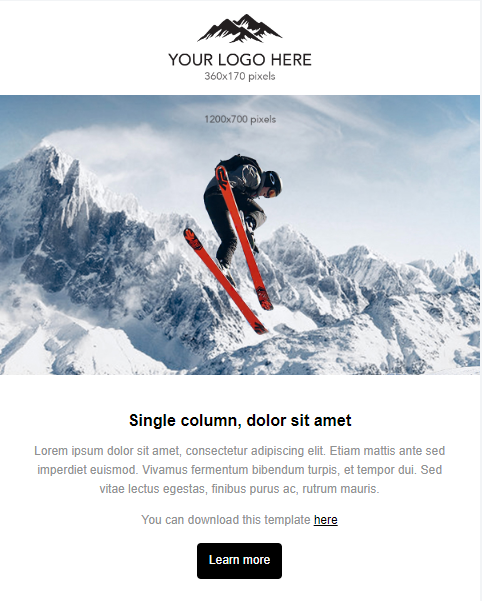 YOUR LOGO HERE
360x170 pixels
1200x700 pixels
Single column, dolor sit amet
Lorem ipsum dolor sit amet, consectetur adipiscing elit. Etiam mattis ante sed
imperdiet euismod. Vivamus fermentum bibendum turpis, et tempor dui. Sed
vitae lectus egestas, finibus purus ac, rutrum mauris.
You can download this template here
Learn more